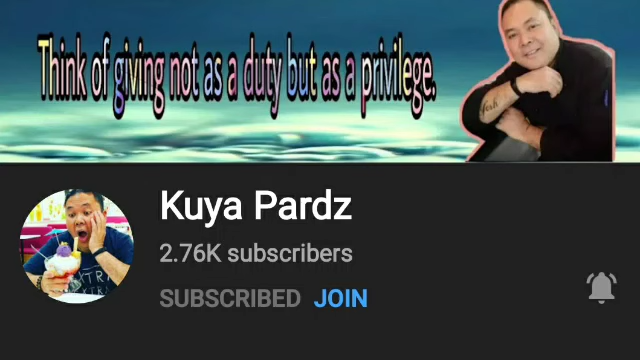 Think of giving not as a duty but as a privilege.
Kuya Pardz
2.76K subscribers
SUBSCRIBED JOIN